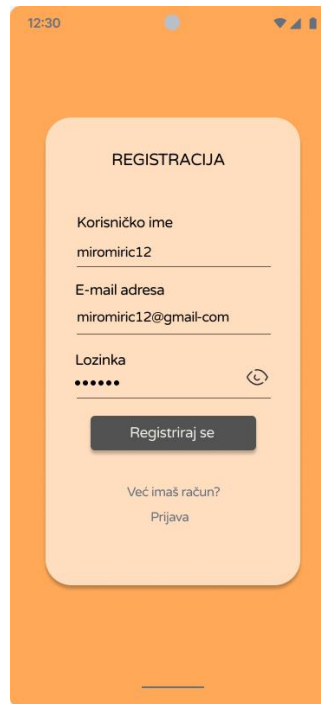 12:30
REGISTRACIJA
Korisničko ime
miromiric12
E-mail adresa
miromiric12@gmail-com
Lozinka
••••••
Registriraj se
Već imaš račun?
Prijava